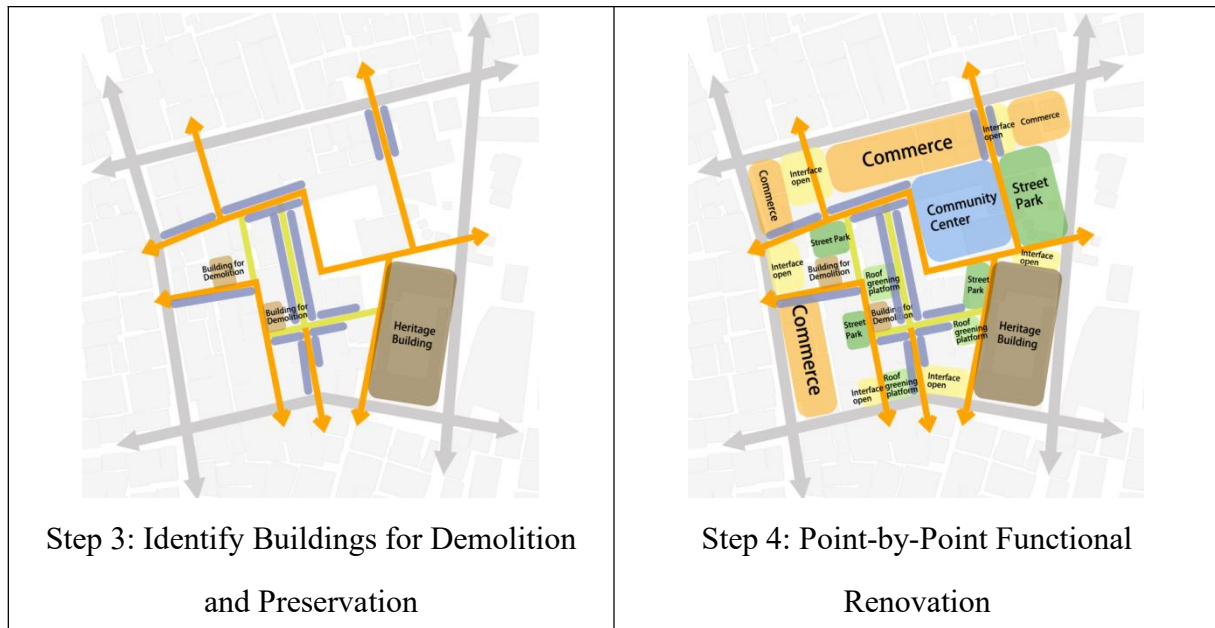 Building for
Demolition
Building for
Demolition
Heritage
Building
Step 3: Identify Buildings for Demolition
and Preservation
Interface
open
Commerce
Commerce
Interface
open
Commerce
Community
Center
Street
Park
Street Park
Interface
open
Building for
Demolition
Roof
greening
platform
Street
Park
Interface
open
Building for
Demolition
Street
Park
Roof
greening
platform
Heritage
Building
Commerce
Interface
open
Roof
greening
platform
Interface
open
Step 4: Point-by-Point Functional
Renovation